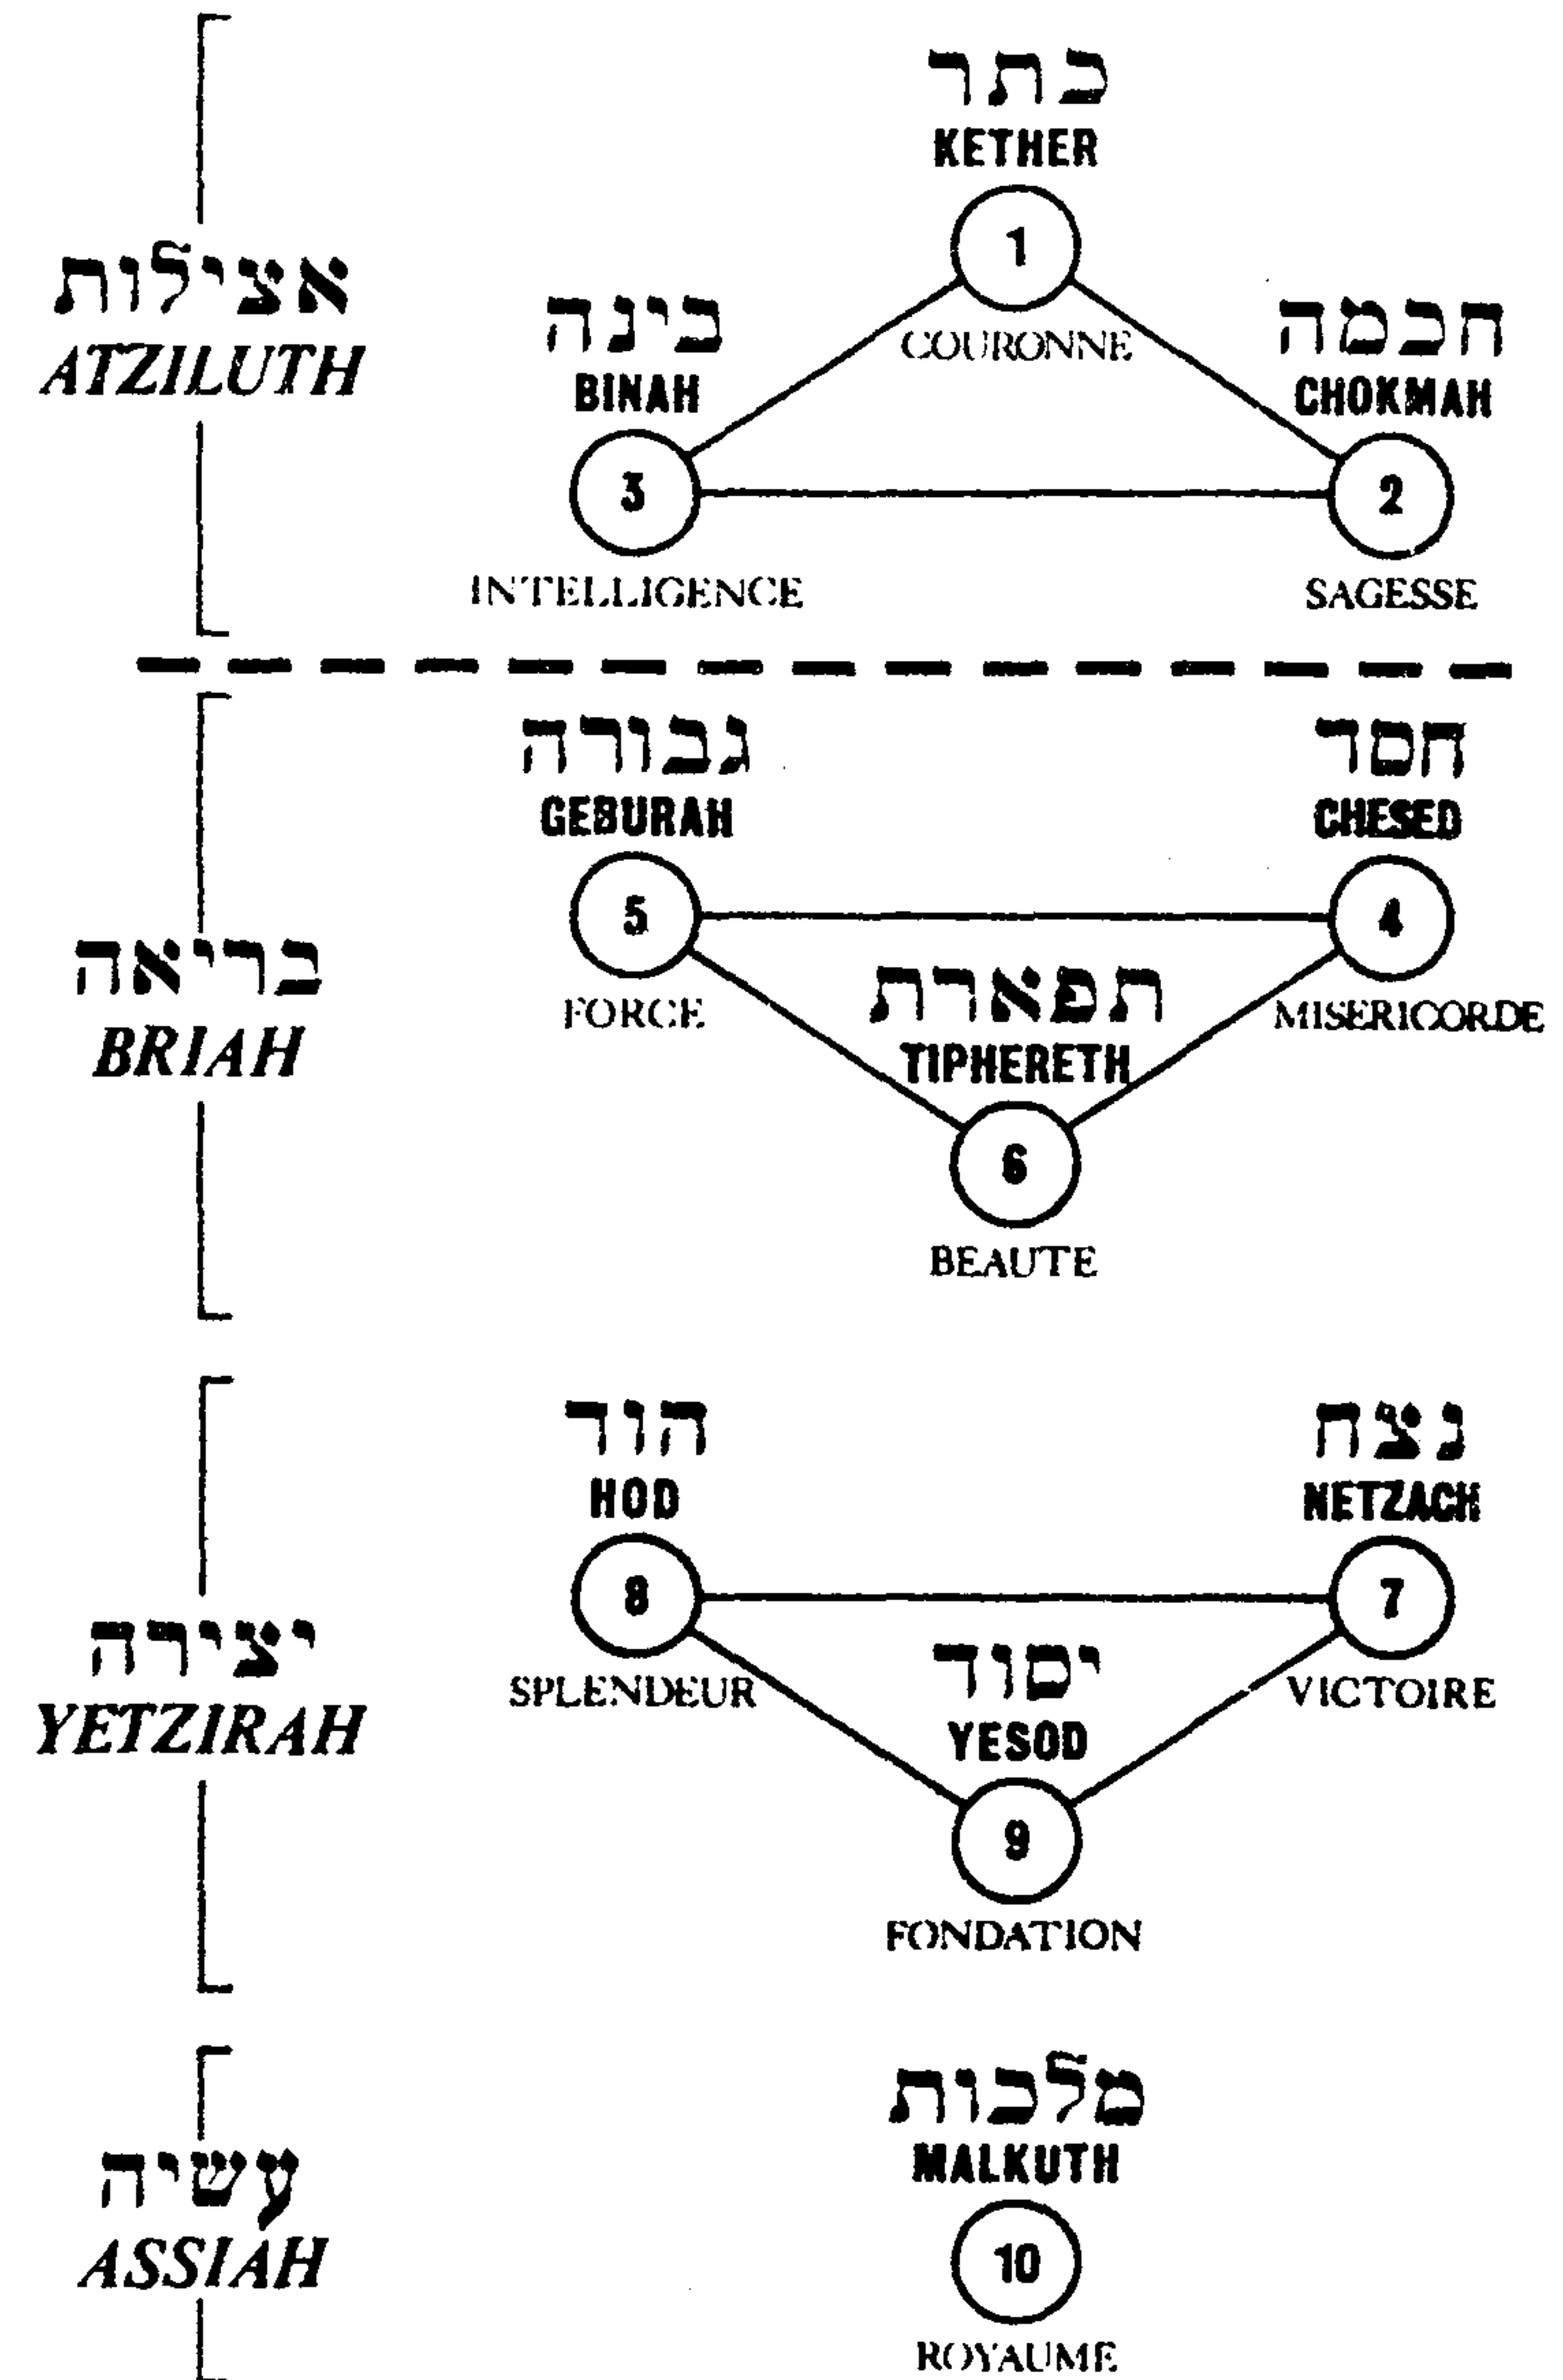 כתר
KETHER
1
COURONNE
אצילות
ATZILUTH
בינה
BINAH
3
INTELLIGENCE
חכמה
CHOKMAH
2
SAGESSE
גבורה
GEBURAH
5
FORCE
חסד
CHESED
4
MISERICORDE
בריאה
BRIAH
תפארת
TIPHERETH
6
BEAUTE
הוד
HOD
8
SPLENDEUR
נצח
NETZACH
7
VICTOIRE
יצירה
YETZIRAH
יסוד
YESOD
9
FONDATION
מלכות
MALKUTH
10
ROYAUME
עשיה
ASSIAH